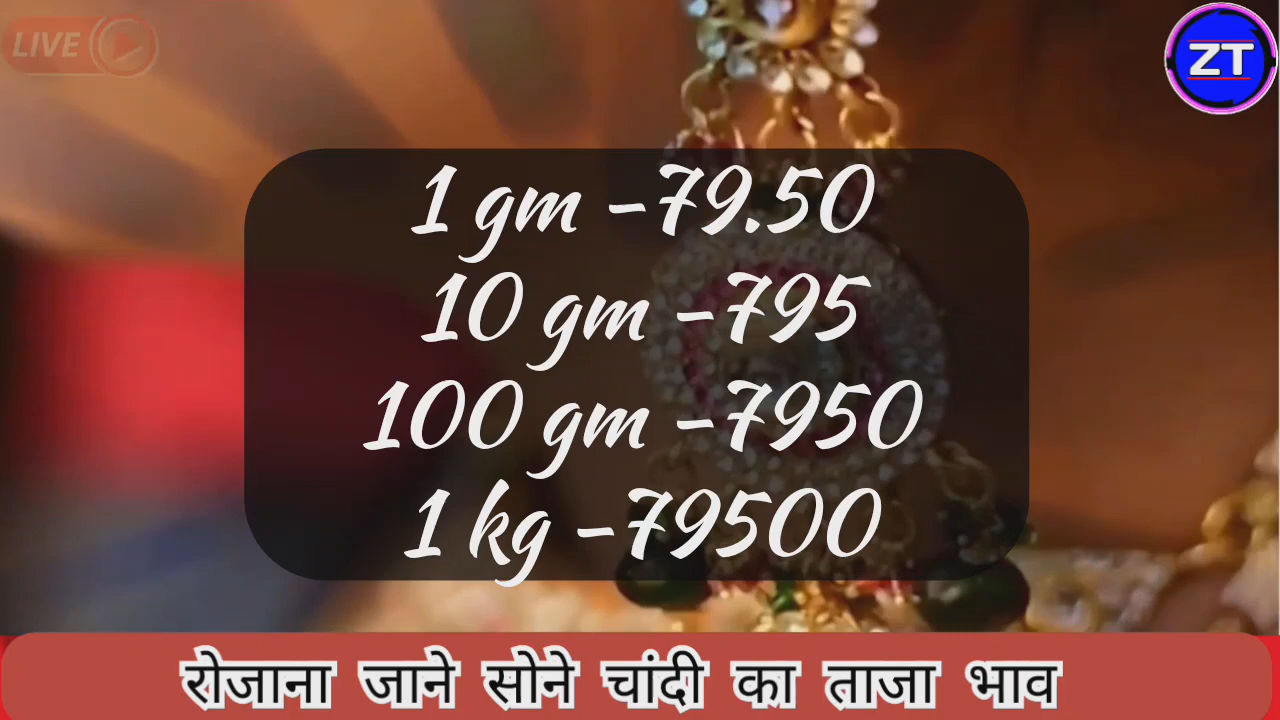 LIVE
ZT
1 gm -79.50
10 gm -795
100 gm -7950
1 kg -79500
रोजाना जाने सोने चांदी का ताजा भाव